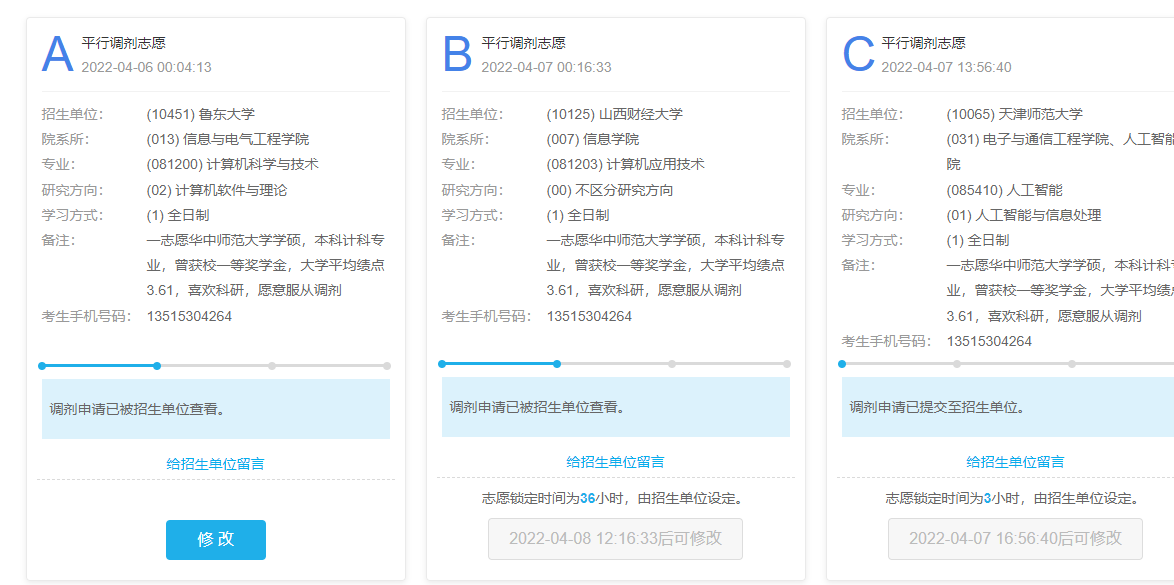 A 平行调剂志愿
2022-04-06 00:04:13
招生单位： (10451) 鲁东大学
院系所： (013) 信息与电气工程学院
专业： (081200) 计算机科学与技术
研究方向： (02) 计算机软件与理论
学习方式： (1) 全日制
备注： 一志愿华中师范大学学硕，本科计科专
业，曾获校一等奖学金，大学平均绩点
3.61，喜欢科研，愿意服从调剂
考生手机号码： 13515304264
调剂申请已被招生单位查看。
给招生单位留言
修 改
B 平行调剂志愿
2022-04-07 00:16:33
招生单位： (10125) 山西财经大学
院系所： (007) 信息学院
专业： (081203) 计算机应用技术
研究方向： (00) 不区分研究方向
学习方式： (1) 全日制
备注： 一志愿华中师范大学学硕，本科计科专
业，曾获校一等奖学金，大学平均绩点
3.61，喜欢科研，愿意服从调剂
考生手机号码： 13515304264
调剂申请已被招生单位查看。
给招生单位留言
志愿锁定时间为36小时，由招生单位设定。
2022-04-08 12:16:33后可修改
C 平行调剂志愿
2022-04-07 13:56:40
招生单位： (10065) 天津师范大学
院系所： (031) 电子与通信工程学院、人工智能
院
专业： (085410) 人工智能
研究方向： (01) 人工智能与信息处理
学习方式： (1) 全日制
备注： 一志愿华中师范大学学硕，本科计科
业，曾获校一等奖学金，大学平均绩
3.61，喜欢科研，愿意服从调剂
考生手机号码： 13515304264
调剂申请已提交至招生单位。
给招生单位留言
志愿锁定时间为3小时，由招生单位设定。
2022-04-07 16:56:40后可修改